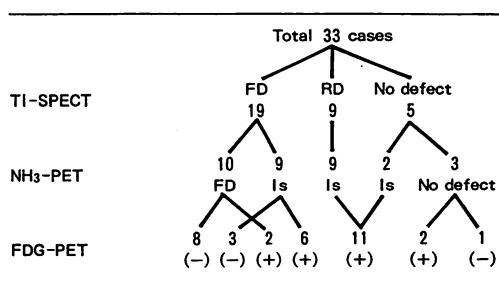 Total 33 cases
FD RD No defect
TI-SPECT 19 9 5
10 9 9 2 3
NH₃-PET FD Is Is Is No defect
8 3 2 6 11 2 1
FDG-PET (−) (−) (+) (+) (+) (+) (−)